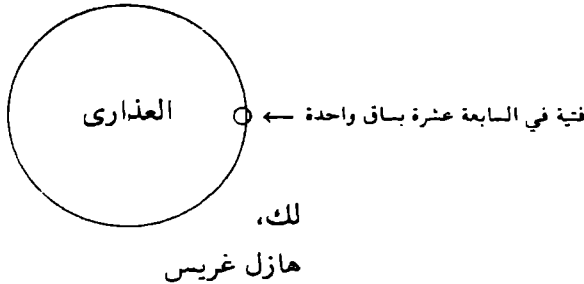 العذارى
فتية في السابعة عشرة بساق واحدة ←
لك،
هازل غريس